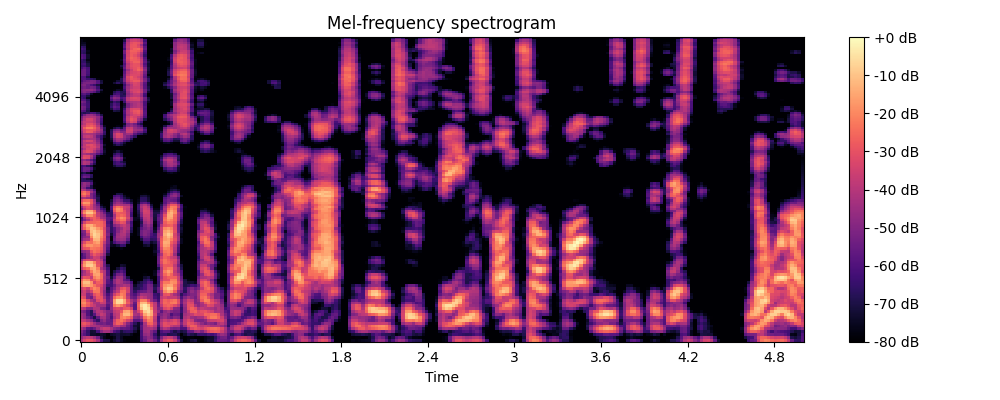 Mel-frequency spectrogram
+0 dB
-10 dB
-20 dB
-30 dB
-40 dB
-50 dB
-60 dB
-70 dB
-80 dB
4096
2048
1024
512
0
Hz
0 0.6 1.2 1.8 2.4 3 3.6 4.2 4.8
Time